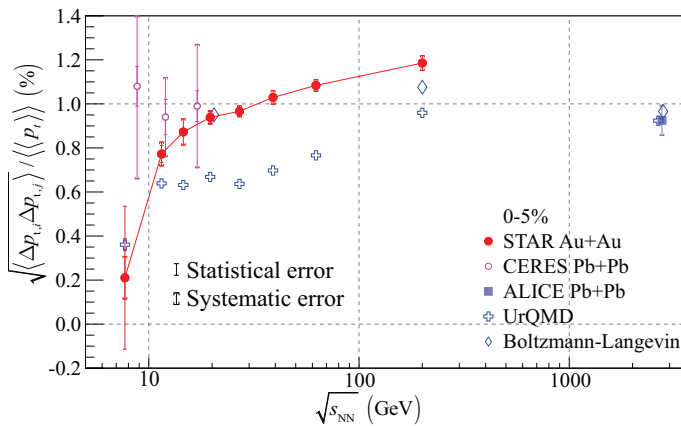 √⟨Δp_{t,i}Δp_{t,j}⟩ / ⟨⟨p_t⟩⟩ (%)
1.4
1.2
1.0
0.8
0.6
0.4
0.2
0.0
-0.2
0-5%
STAR Au+Au
CERES Pb+Pb
ALICE Pb+Pb
UrQMD
Boltzmann-Langevin
Statistical error
Systematic error
10 100 1000
√s_{NN} (GeV)